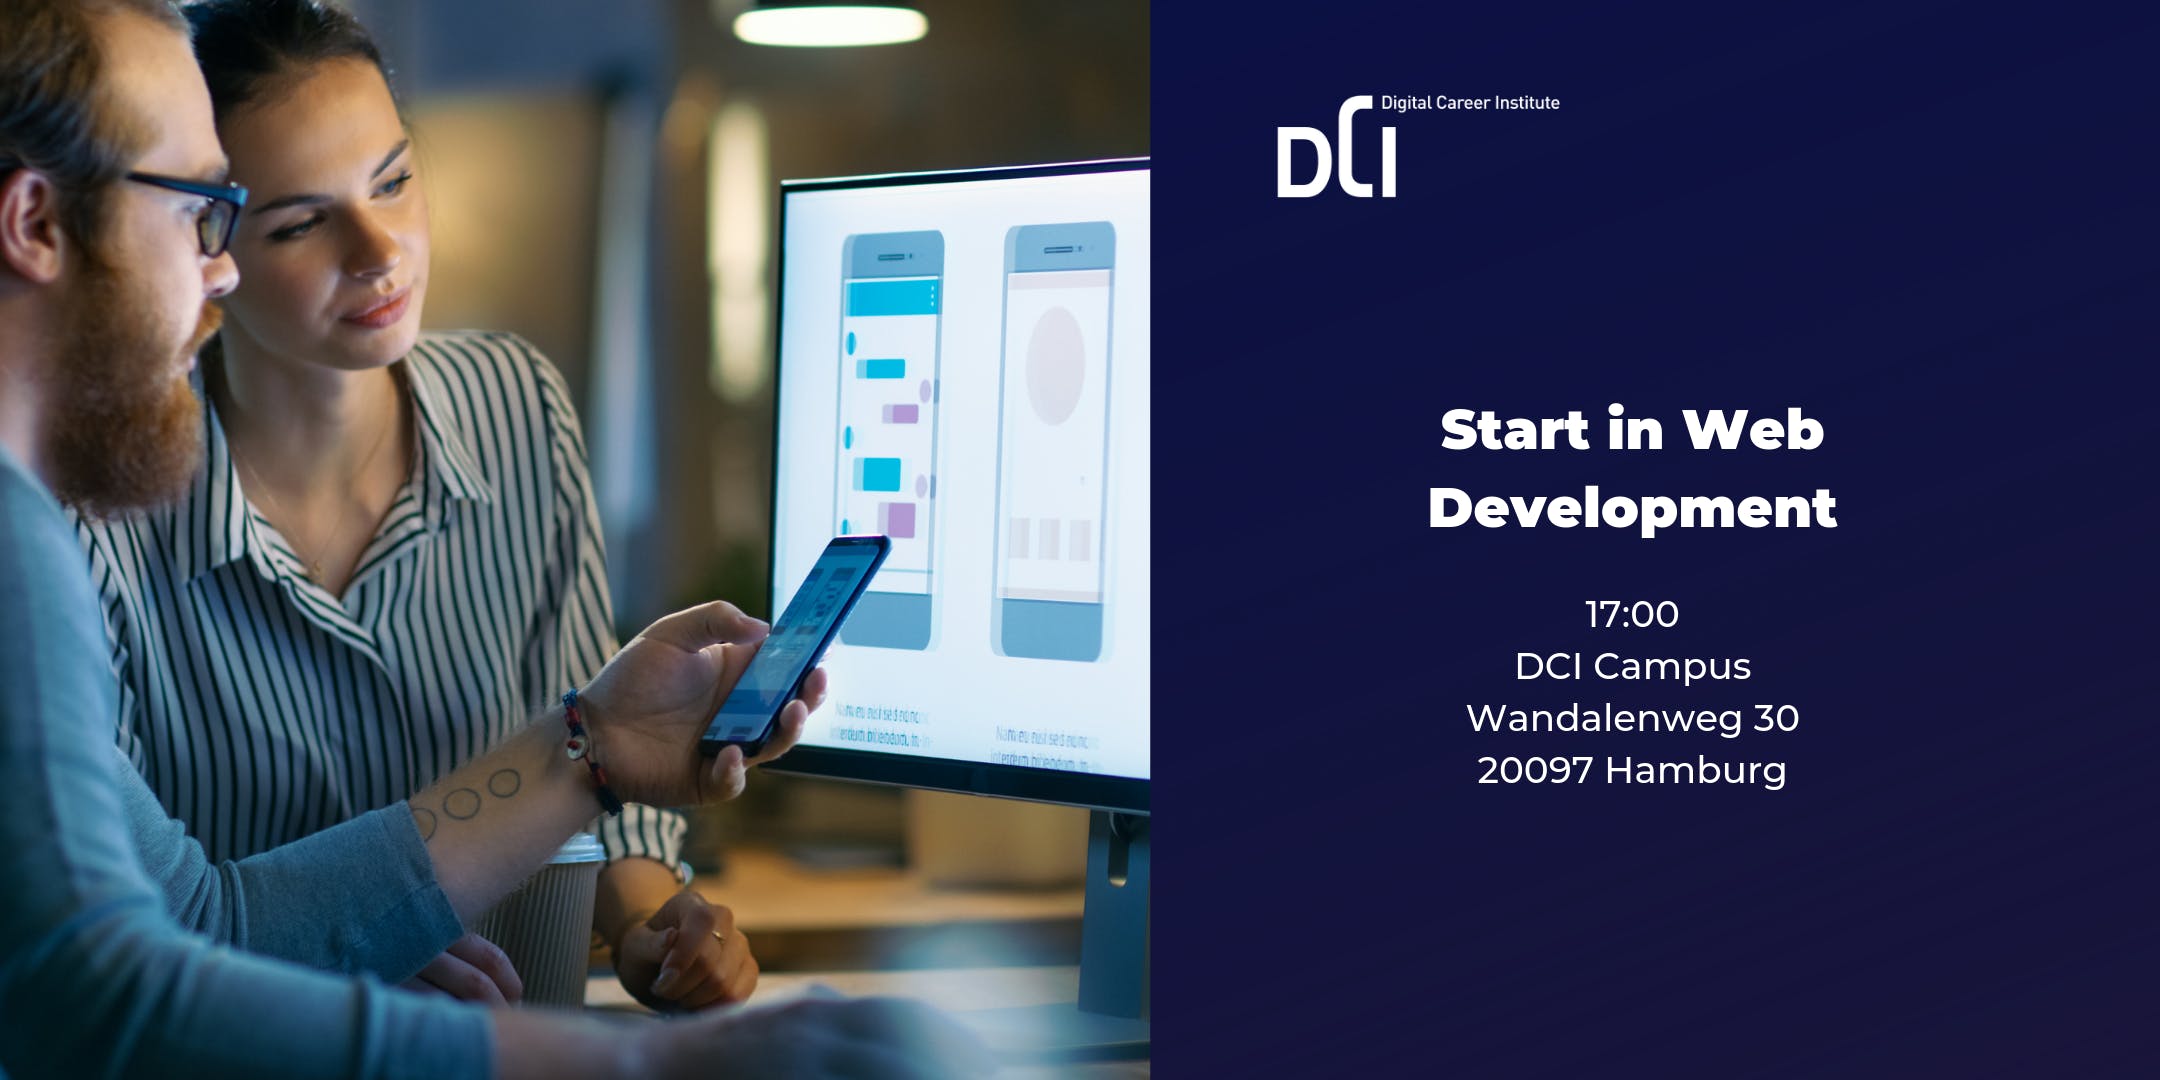 Digital Career Institute
DCI
Start in Web
Development
17:00
DCI Campus
Wandalenweg 30
20097 Hamburg